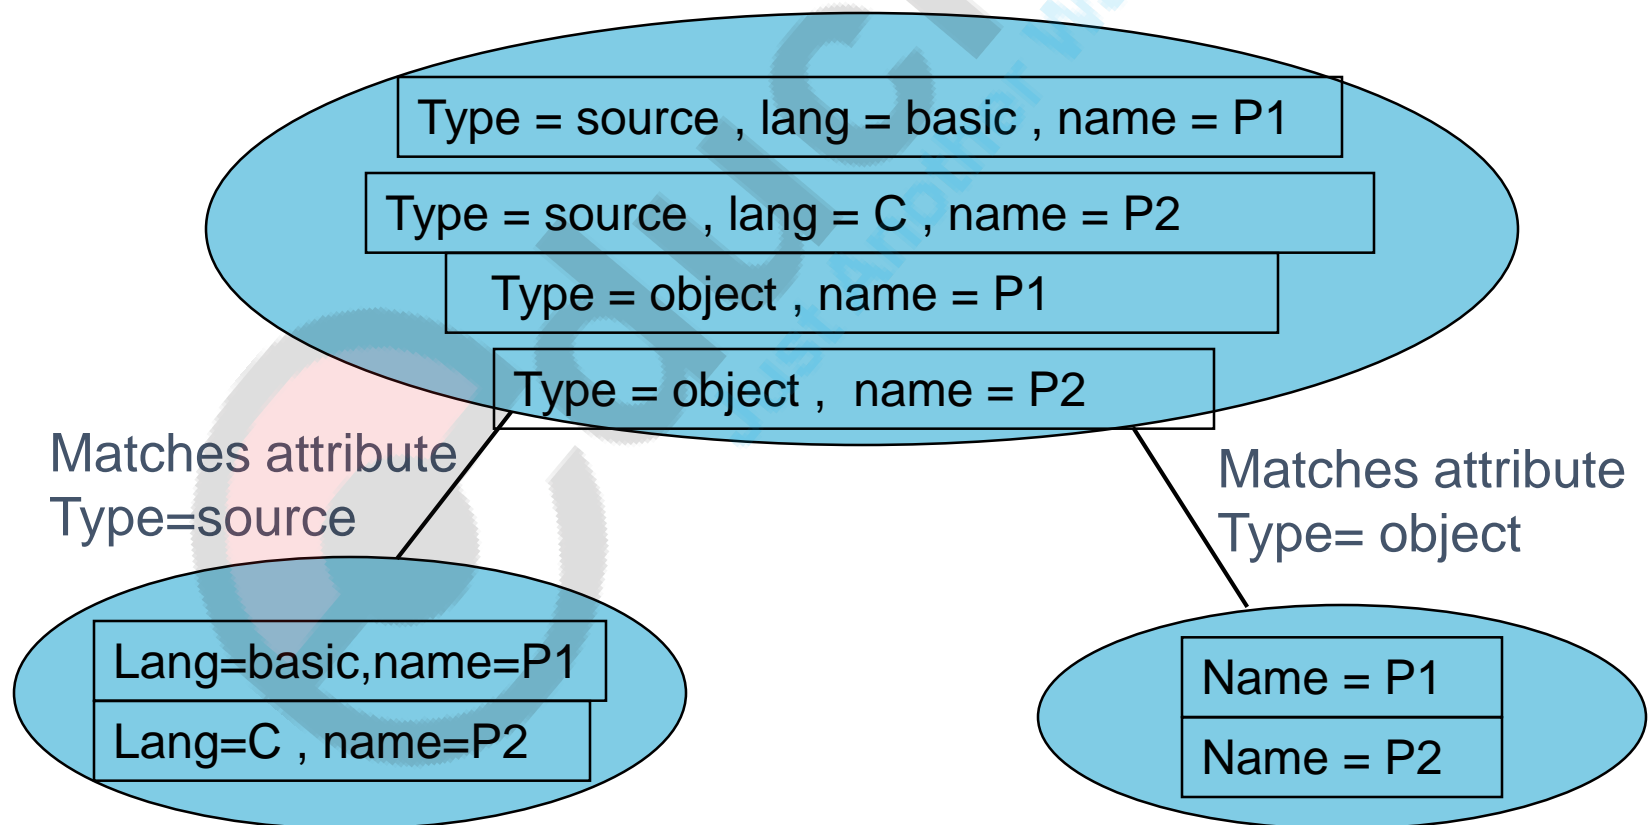 Type = source , lang = basic , name = P1
Type = source , lang = C , name = P2
Type = object , name = P1
Type = object ,  name = P2
Matches attribute
Type=source
Matches attribute
Type= object
Lang=basic,name=P1
Lang=C , name=P2
Name = P1
Name = P2
Just Another